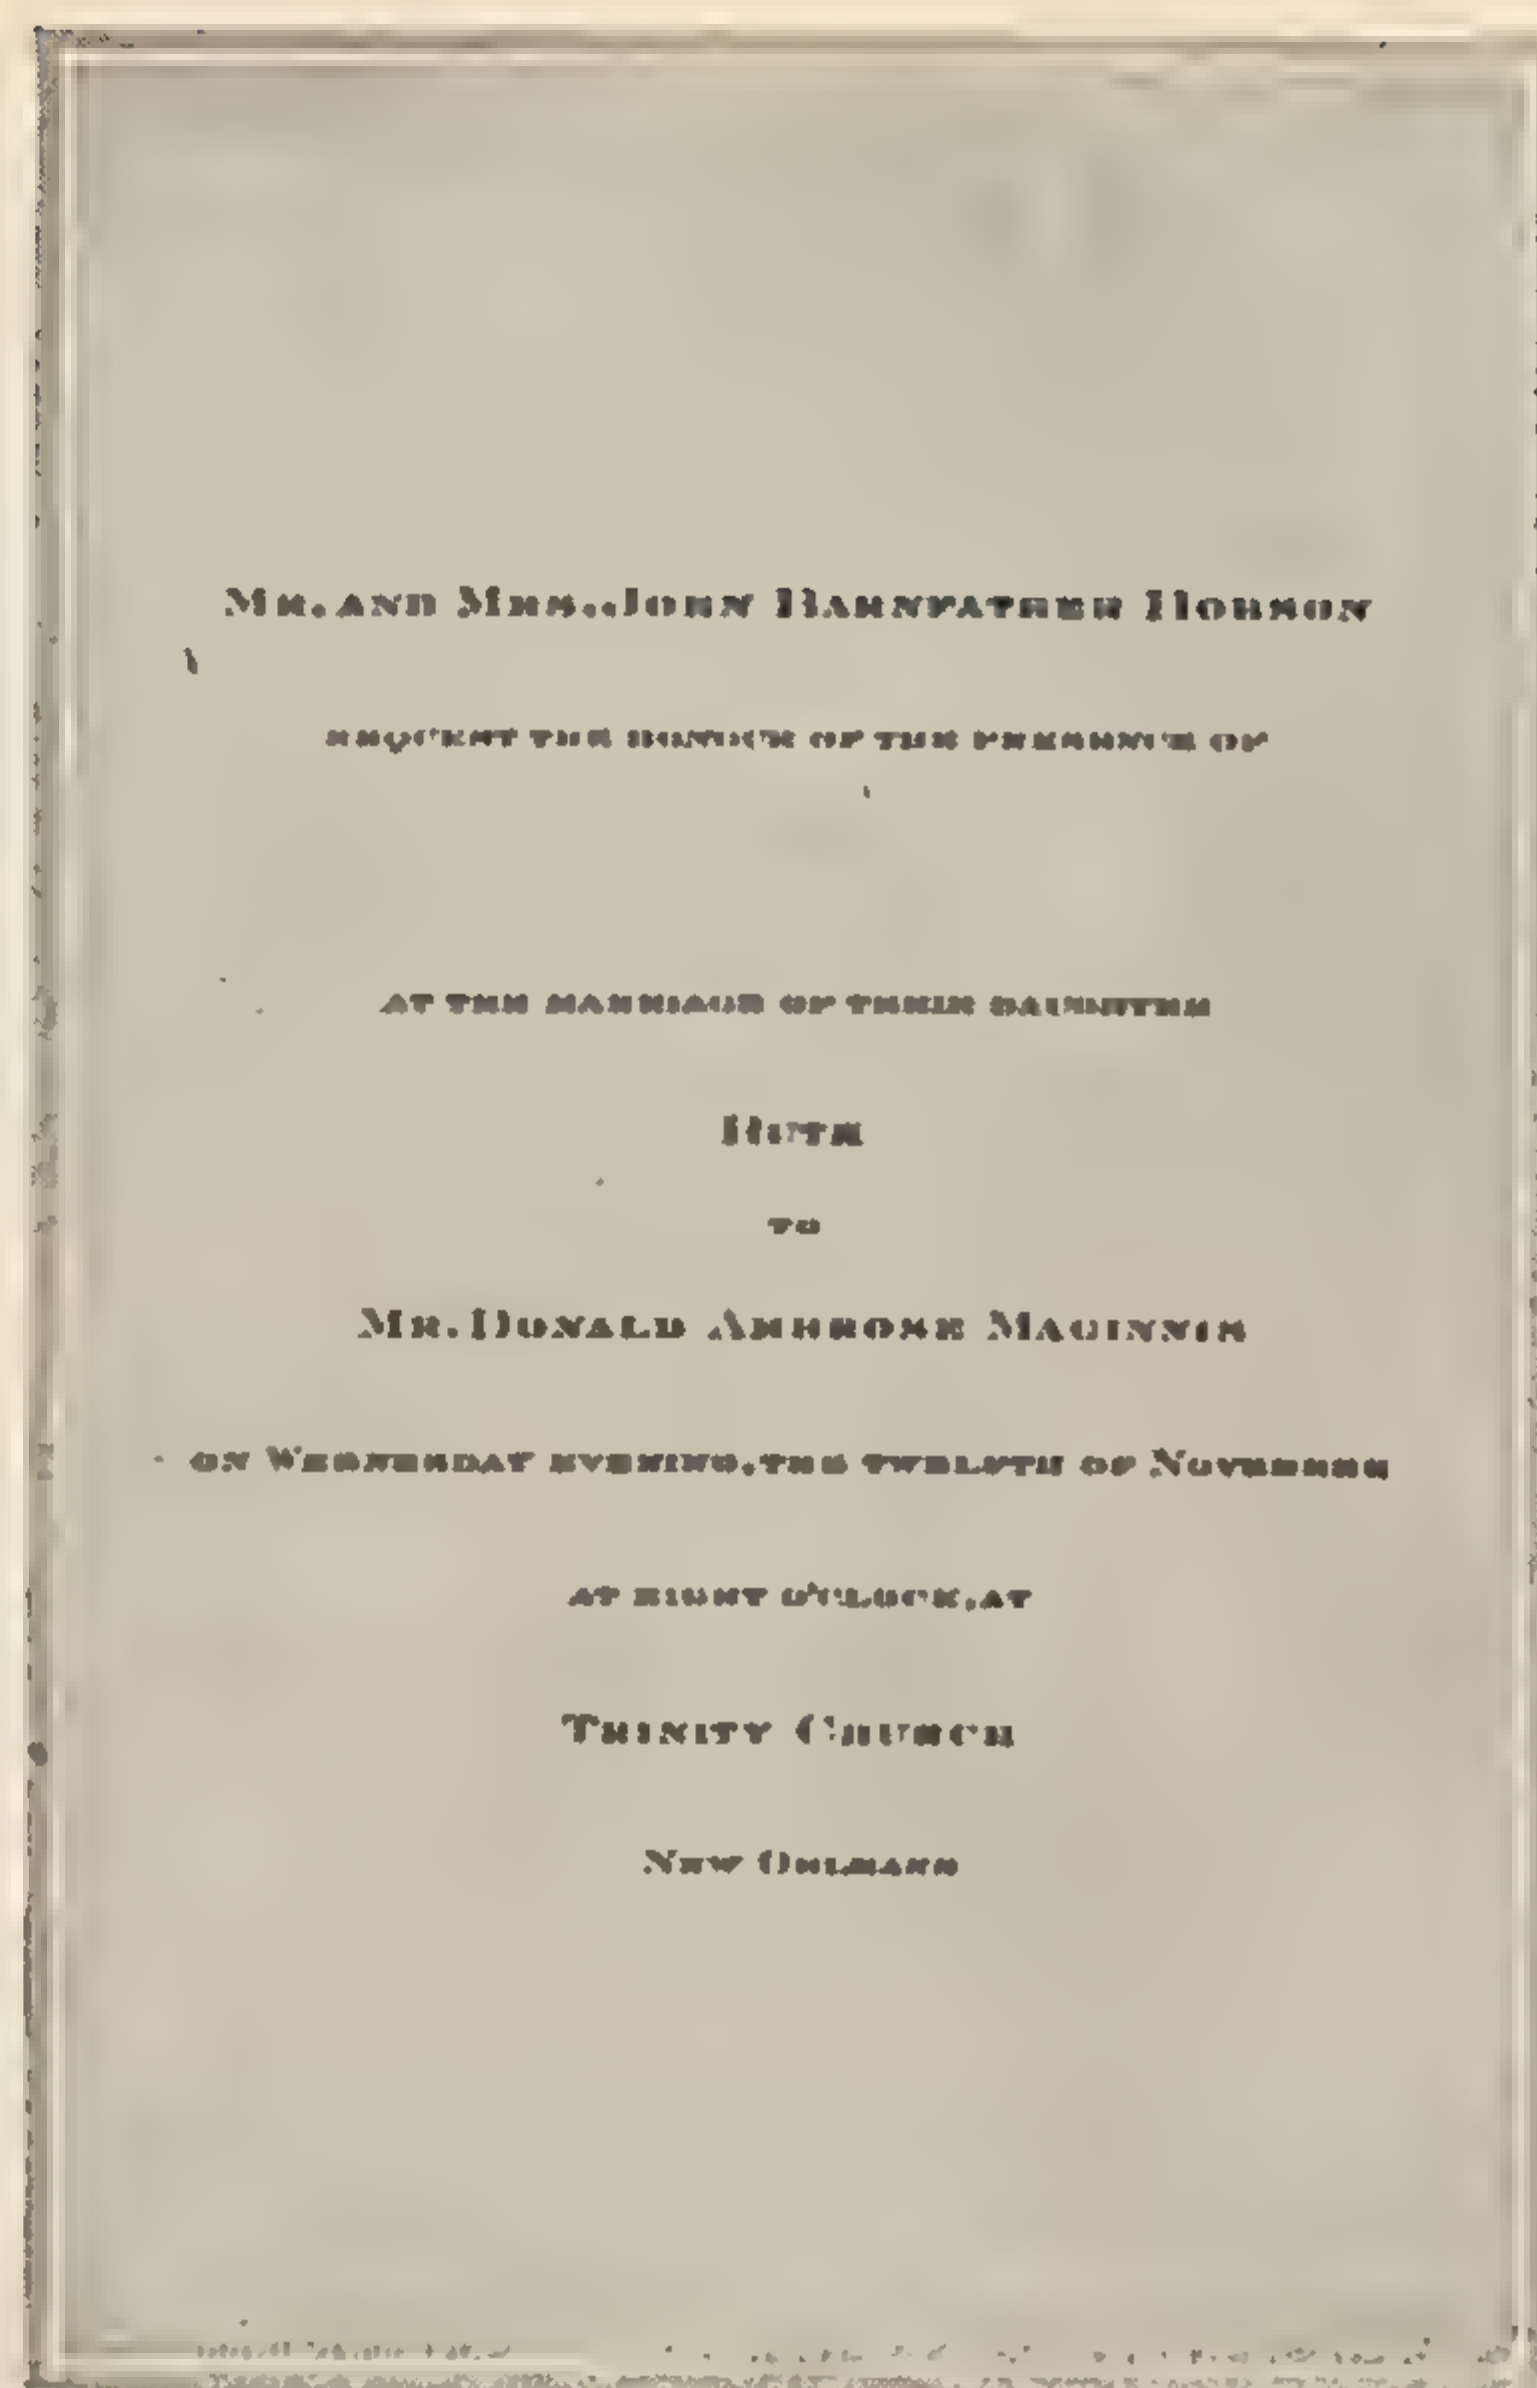 Mr. and Mrs. John Barnfather Hobson
request the honour of the presence of
at the marriage of their daughter
Ruth
to
Mr. Donald Ambrose Maginnis
on Wednesday evening, the twelfth of November
at eight o'clock, at
Trinity Church
New Orleans